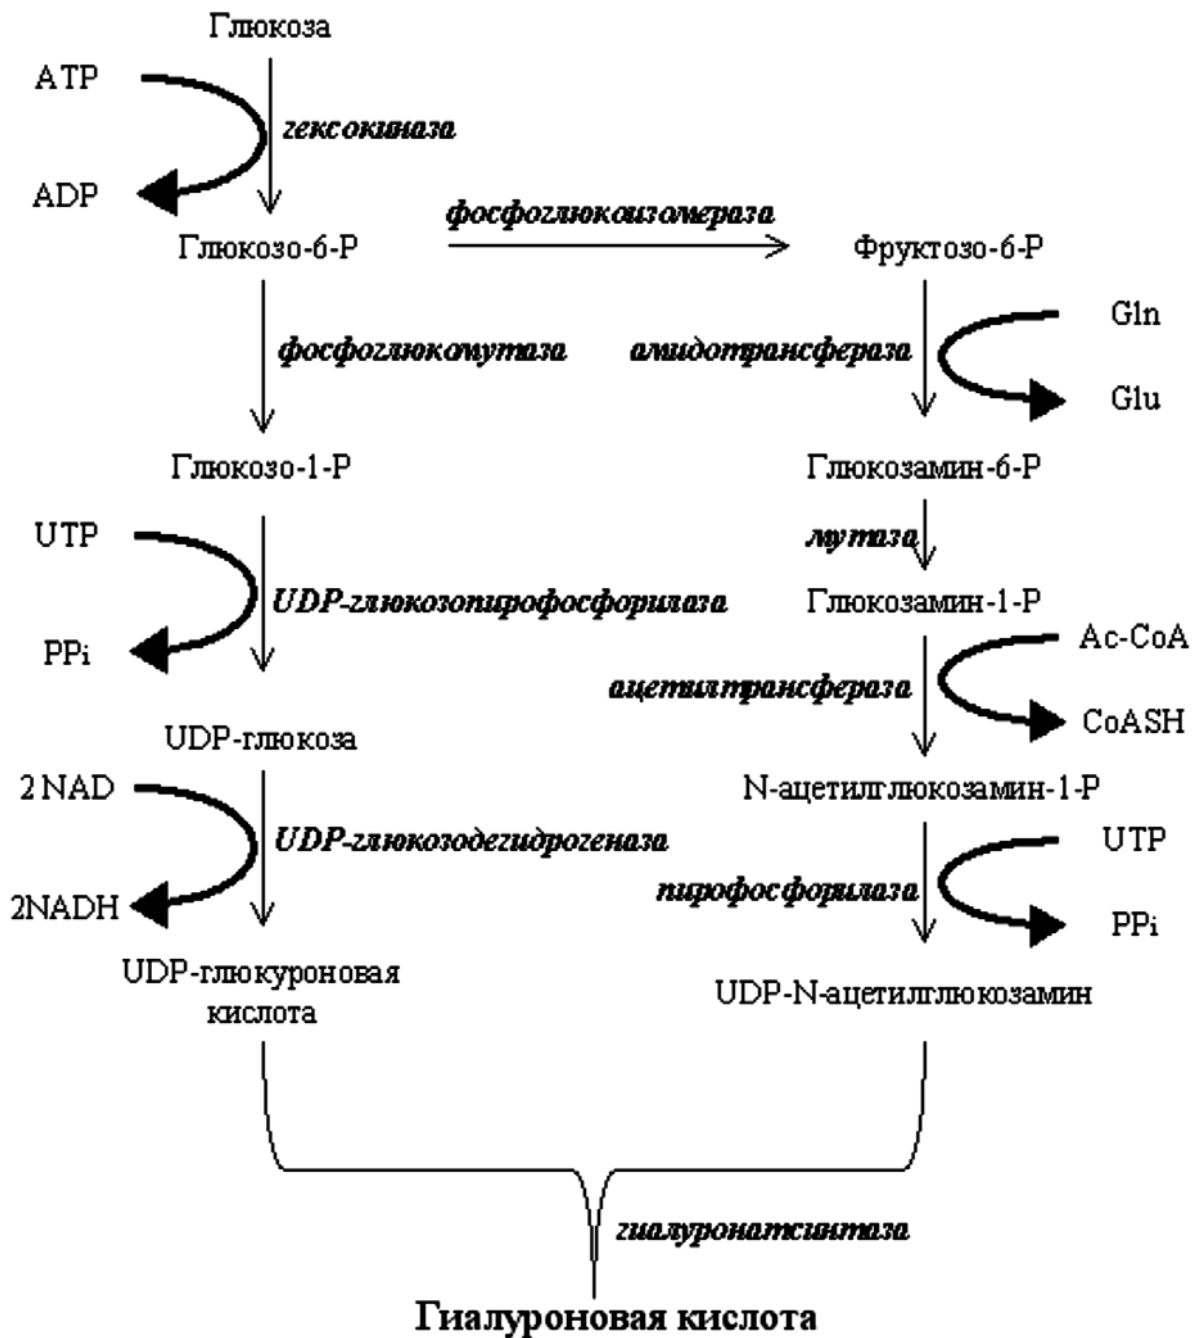 Глюкоза
ATP
гексокиназа
ADP
фосфоглюкоизомераза
Глюкозо-6-P
Фруктозо-6-P
Gln
фосфоглюкомутаза
амидотрансфераза
Glu
Глюкозо-1-P
Глюкозамин-6-P
UTP
мутаза
UDP-глюкозопирофосфорилаза
Глюкозамин-1-P
PPi
Ac-CoA
ацетилтрансфераза
CoASH
UDP-глюкоза
2 NAD
N-ацетилглюкозамин-1-P
UDP-глюкозодегидрогеназа
UTP
пирофосфорилаза
2NADH
PPi
UDP-глюкуроновая
кислота
UDP-N-ацетилглюкозамин
гиалуронатсинтаза
Гиалуроновая кислота